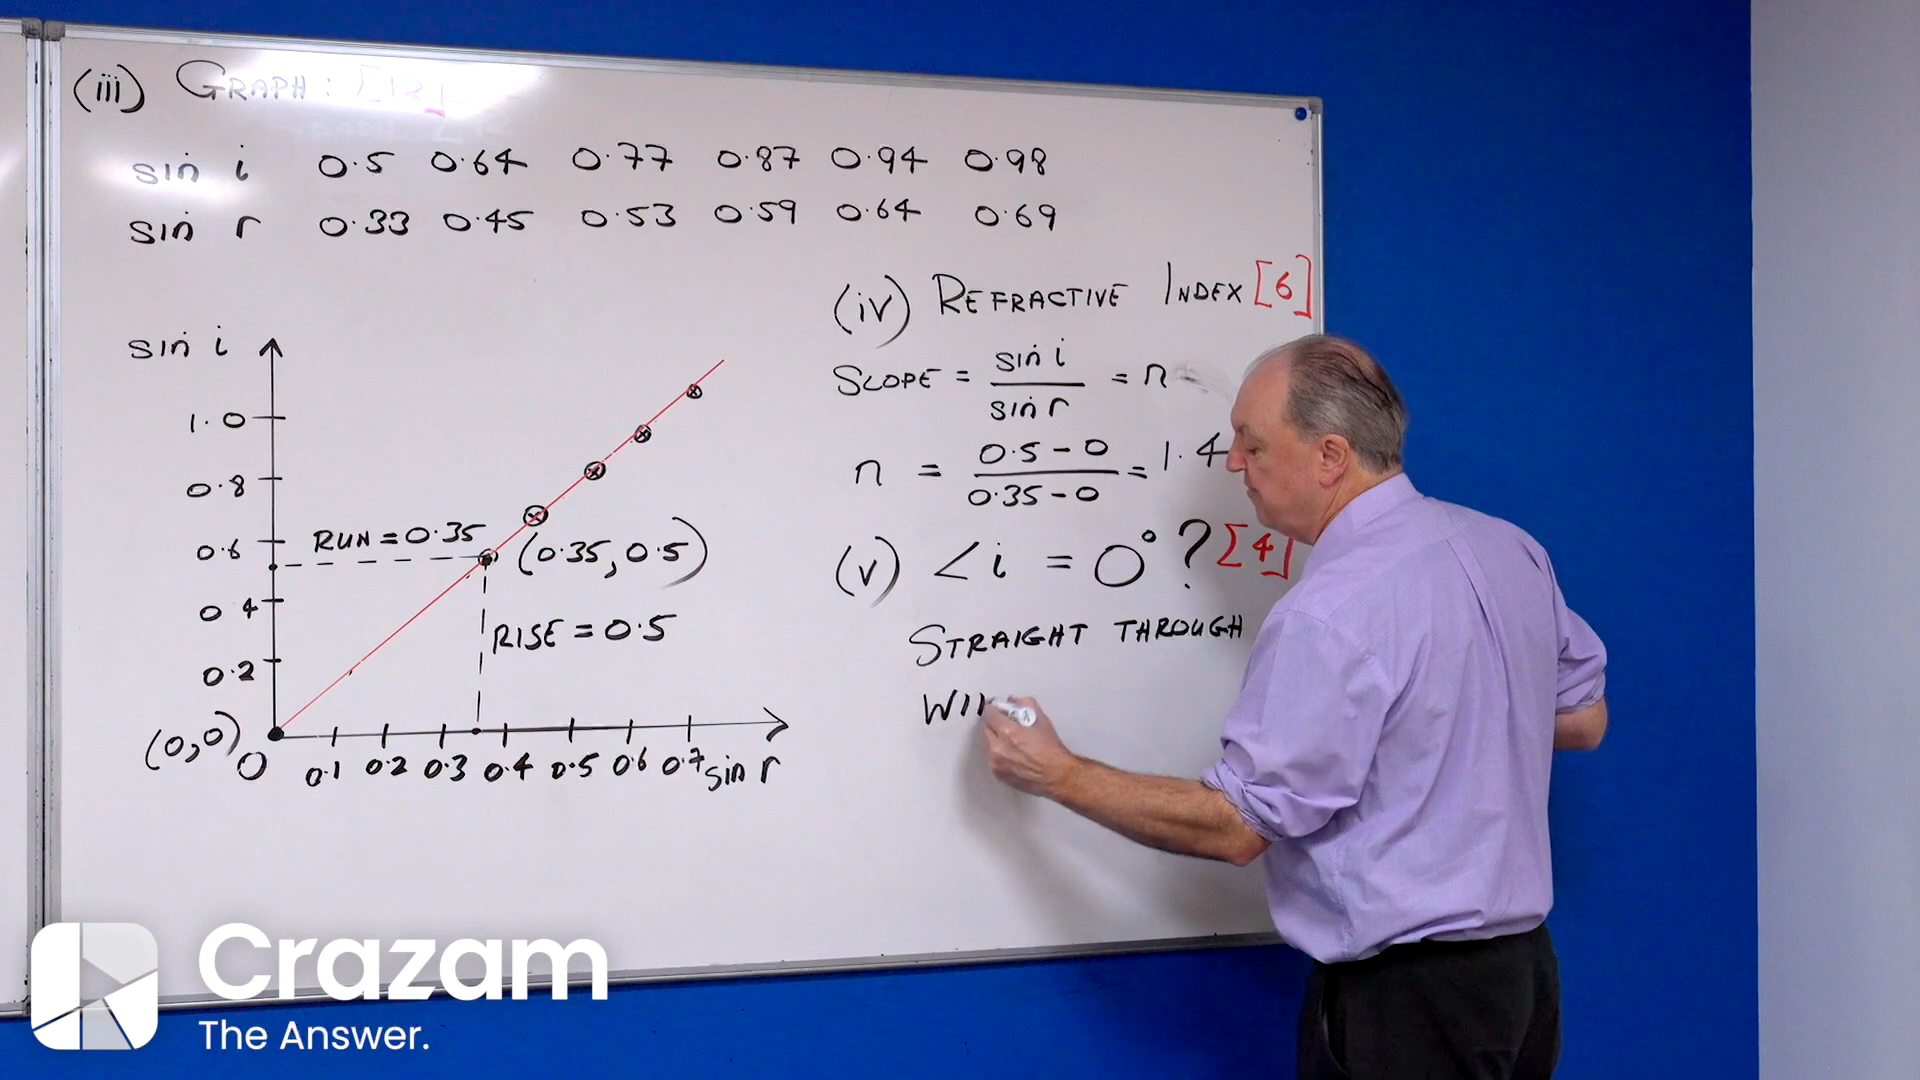 (iii) GRAPH: [12]
sin i 0.5 0.64 0.77 0.87 0.94 0.98
sin r 0.33 0.45 0.53 0.59 0.64 0.69
sin i
1.0
0.8
0.6
0.4
0.2
RUN = 0.35
(0.35, 0.5)
RISE = 0.5
(0,0)
0 0.1 0.2 0.3 0.4 0.5 0.6 0.7 sin r
(iv) REFRACTIVE INDEX [6]
SLOPE = sin i / sin r = n
n = 0.5 - 0 / 0.35 - 0 = 1.4
(v) ∠i = 0° ? [4]
STRAIGHT THROUGH
Crazam
The Answer.